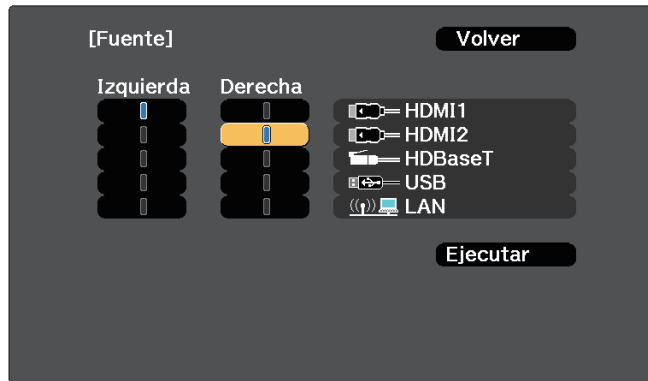 [Fuente] Volver
Izquierda Derecha
HDMI1
HDMI2
HDBaseT
USB
LAN
Ejecutar